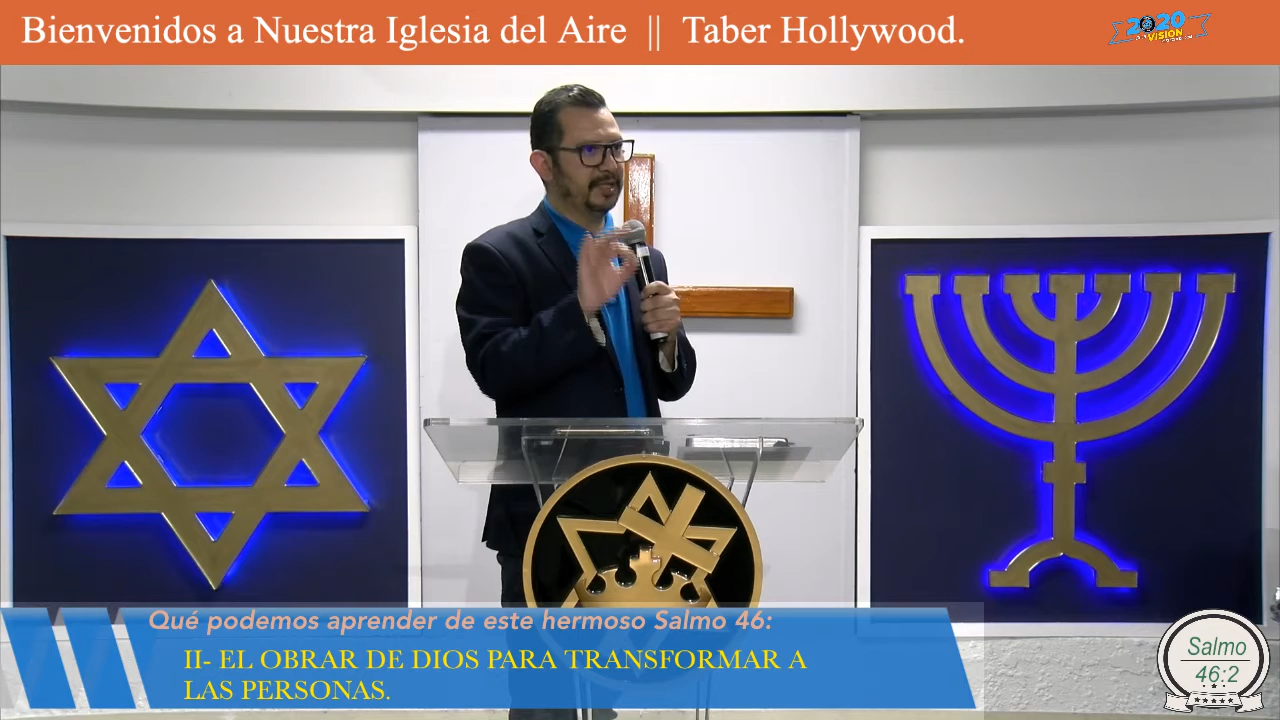 Bienvenidos a Nuestra Iglesia del Aire || Taber Hollywood.
2020
VISIÓN
Qué podemos aprender de este hermoso Salmo 46:
II- EL OBRAR DE DIOS PARA TRANSFORMAR A
LAS PERSONAS.
Salmo
46:2